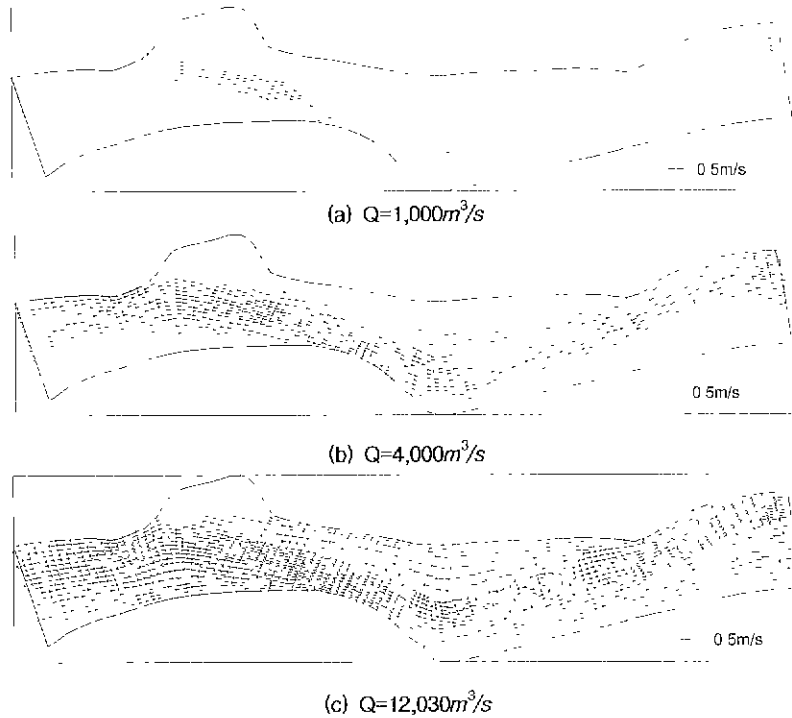 0 5m/s
(a) Q=1,000m³/s
0 5m/s
(b) Q=4,000m³/s
0 5m/s
(c) Q=12,030m³/s